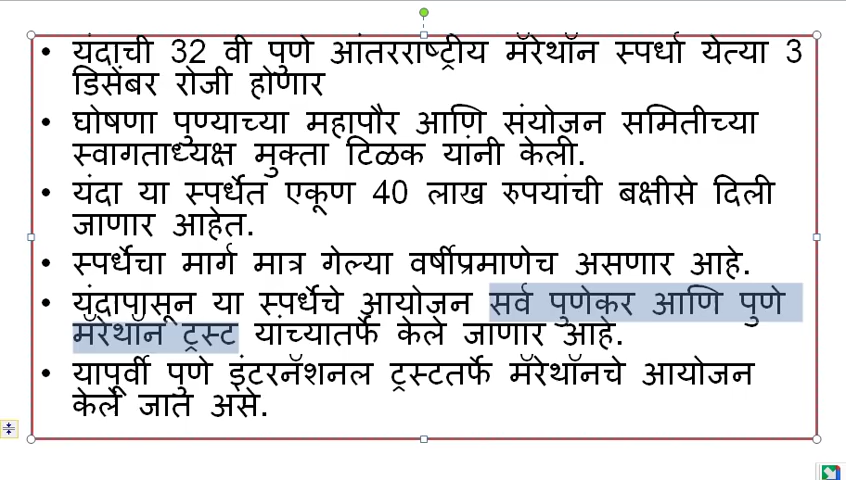 • यंदाची 32 वी पुणे आंतरराष्ट्रीय मॅरेथॉन स्पर्धा येत्या 3
डिसेंबर रोजी होणार
• घोषणा पुण्याच्या महापौर आणि संयोजन समितीच्या
स्वागताध्यक्ष मुक्ता टिळक यांनी केली.
• यंदा या स्पर्धेत एकूण 40 लाख रुपयांची बक्षीसे दिली
जाणार आहेत.
• स्पर्धेचा मार्ग मात्र गेल्या वर्षीप्रमाणेच असणार आहे.
• यंदापासून या स्पर्धेचे आयोजन सर्व पुणेकर आणि पुणे
मॅरेथॉन ट्रस्ट यांच्यातर्फे केले जाणार आहे.
• यापूर्वी पुणे इंटरनॅशनल ट्रस्टतर्फे मॅरेथॉनचे आयोजन
केले जात असे.